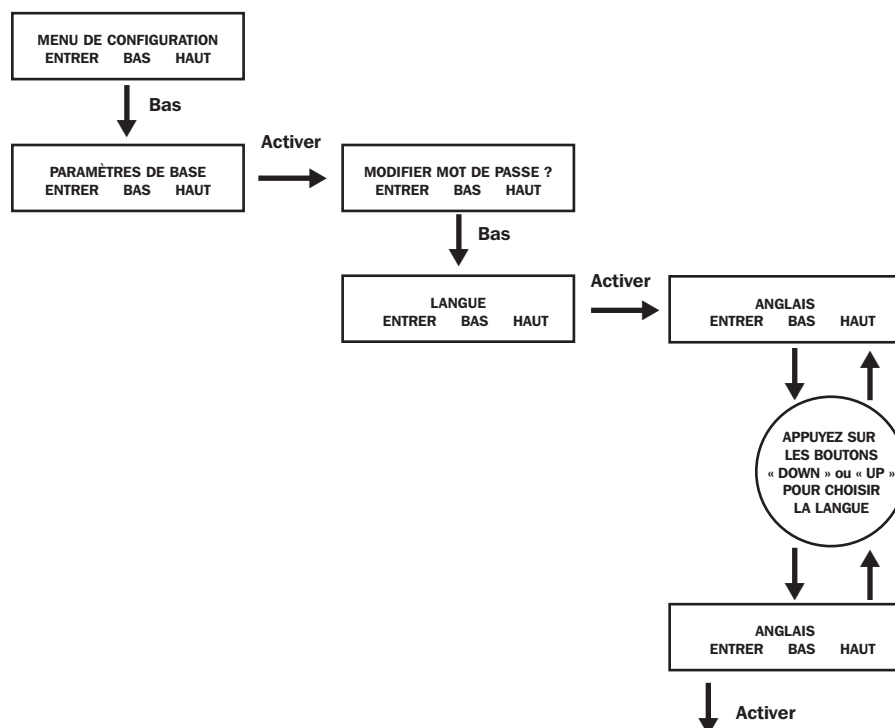 MENU DE CONFIGURATION
ENTRER BAS HAUT
Bas
Activer
PARAMÈTRES DE BASE
ENTRER BAS HAUT
MODIFIER MOT DE PASSE ?
ENTRER BAS HAUT
Bas
Activer
LANGUE
ENTRER BAS HAUT
ANGLAIS
ENTRER BAS HAUT
APPUYEZ SUR
LES BOUTONS
« DOWN » ou « UP »
POUR CHOISIR
LA LANGUE
ANGLAIS
ENTRER BAS HAUT
Activer